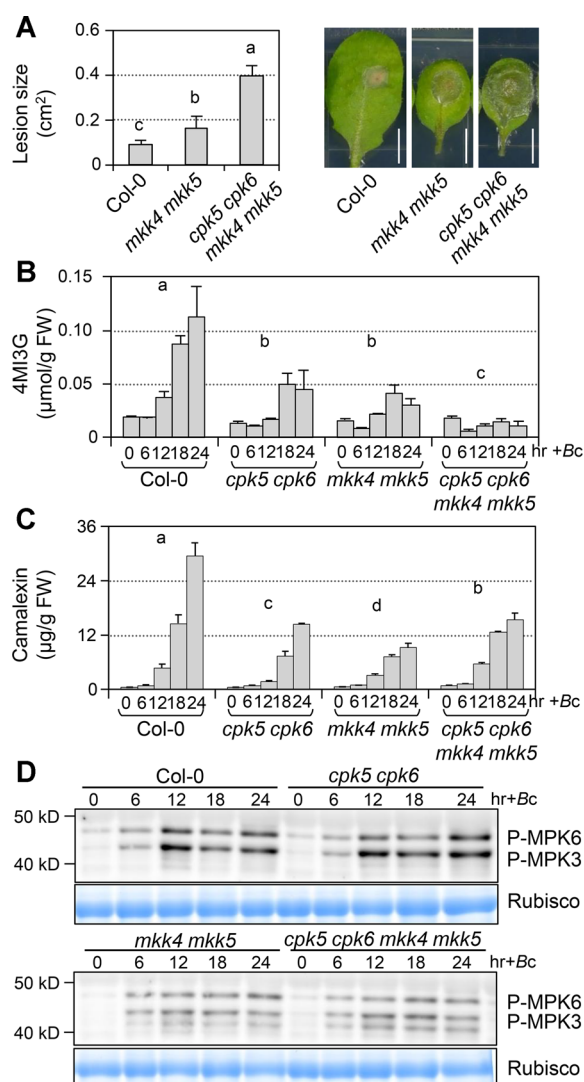 A
Lesion size
(cm²)
0.6
0.4
0.2
0
c
b
a
Col-0
mkk4 mkk5
cpk5 cpk6
mkk4 mkk5
Col-0
mkk4 mkk5
cpk5 cpk6
mkk4 mkk5
B
4MI3G
(µmol/g FW)
0.15
0.10
0.05
0
a
b
b
c
0 6 12 18 24 0 6 12 18 24 0 6 12 18 24 0 6 12 18 24 hr +Bc
Col-0 cpk5 cpk6 mkk4 mkk5 cpk5 cpk6
mkk4 mkk5
C
Camalexin
(µg/g FW)
36
24
12
0
a
c
d
b
0 6 12 18 24 0 6 12 18 24 0 6 12 18 24 0 6 12 18 24 hr +Bc
Col-0 cpk5 cpk6 mkk4 mkk5 cpk5 cpk6
mkk4 mkk5
D
Col-0 cpk5 cpk6
0 6 12 18 24 0 6 12 18 24 hr+Bc
50 kD
40 kD
P-MPK6
P-MPK3
Rubisco
mkk4 mkk5 cpk5 cpk6 mkk4 mkk5
0 6 12 18 24 0 6 12 18 24 hr+Bc
50 kD
40 kD
P-MPK6
P-MPK3
Rubisco